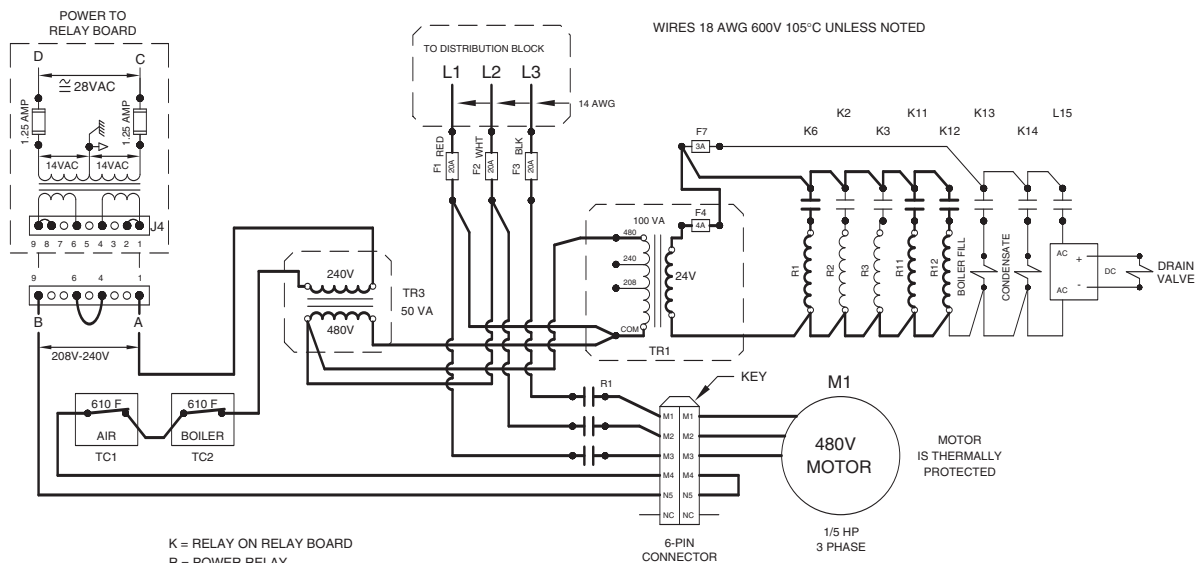 POWER TO
RELAY BOARD
D
C
≅ 28VAC
1.25 AMP
1.25 AMP
14VAC
14VAC
J4
9 8 7 6 5 4 3 2 1
9 6 4 1
B
A
208V-240V
610 F
AIR
TC1
610 F
BOILER
TC2
TO DISTRIBUTION BLOCK
L1 L2 L3
14 AWG
F1 RED
20A
F2 WHT
20A
F3 BLK
20A
240V
480V
TR3
50 VA
WIRES 18 AWG 600V 105°C UNLESS NOTED
F7
3A
F4
4A
100 VA
480
240
208
COM
24V
TR1
K6
K2
K3
K11
K12
K13
K14
L15
R1
R2
R3
R11
R12
BOILER FILL
CONDENSATE
AC +
DC
AC -
DRAIN
VALVE
R1
KEY
M1 M1
M2 M2
M3 M3
M4 M4
N5 N5
NC NC
6-PIN
CONNECTOR
M1
480V
MOTOR
1/5 HP
3 PHASE
MOTOR
IS THERMALLY
PROTECTED
K = RELAY ON RELAY BOARD
R = POWER RELAY